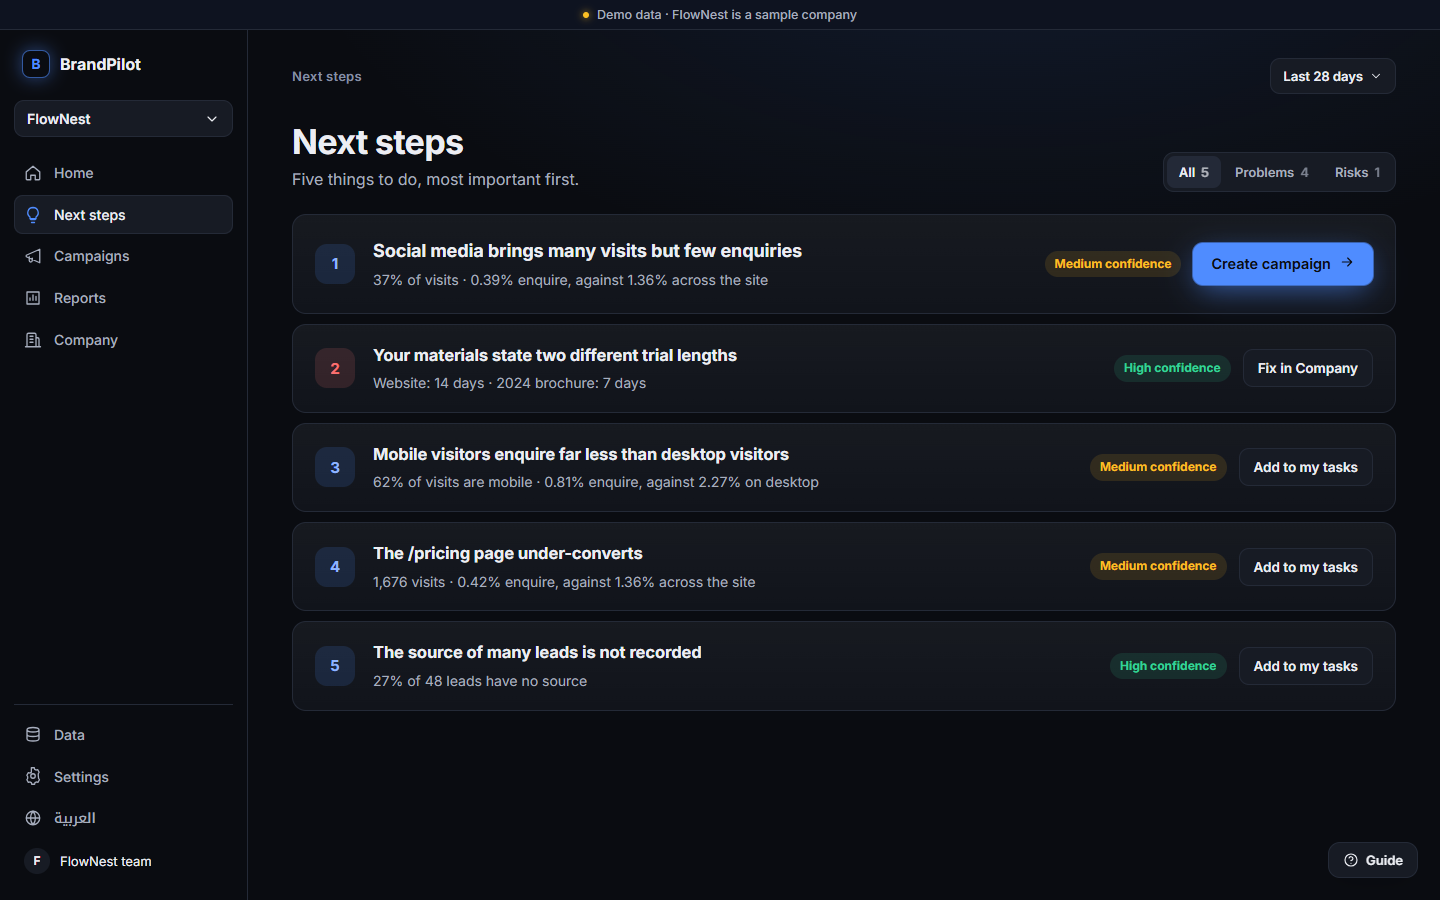 Demo data · FlowNest is a sample company
B BrandPilot
FlowNest
Home
Next steps
Campaigns
Reports
Company
Data
Settings
العربية
F FlowNest team
Next steps
Last 28 days
Next steps
Five things to do, most important first.
All 5 Problems 4 Risks 1
1
Social media brings many visits but few enquiries
37% of visits · 0.39% enquire, against 1.36% across the site
Medium confidence
Create campaign →
2
Your materials state two different trial lengths
Website: 14 days · 2024 brochure: 7 days
High confidence
Fix in Company
3
Mobile visitors enquire far less than desktop visitors
62% of visits are mobile · 0.81% enquire, against 2.27% on desktop
Medium confidence
Add to my tasks
4
The /pricing page under-converts
1,676 visits · 0.42% enquire, against 1.36% across the site
Medium confidence
Add to my tasks
5
The source of many leads is not recorded
27% of 48 leads have no source
High confidence
Add to my tasks
Guide